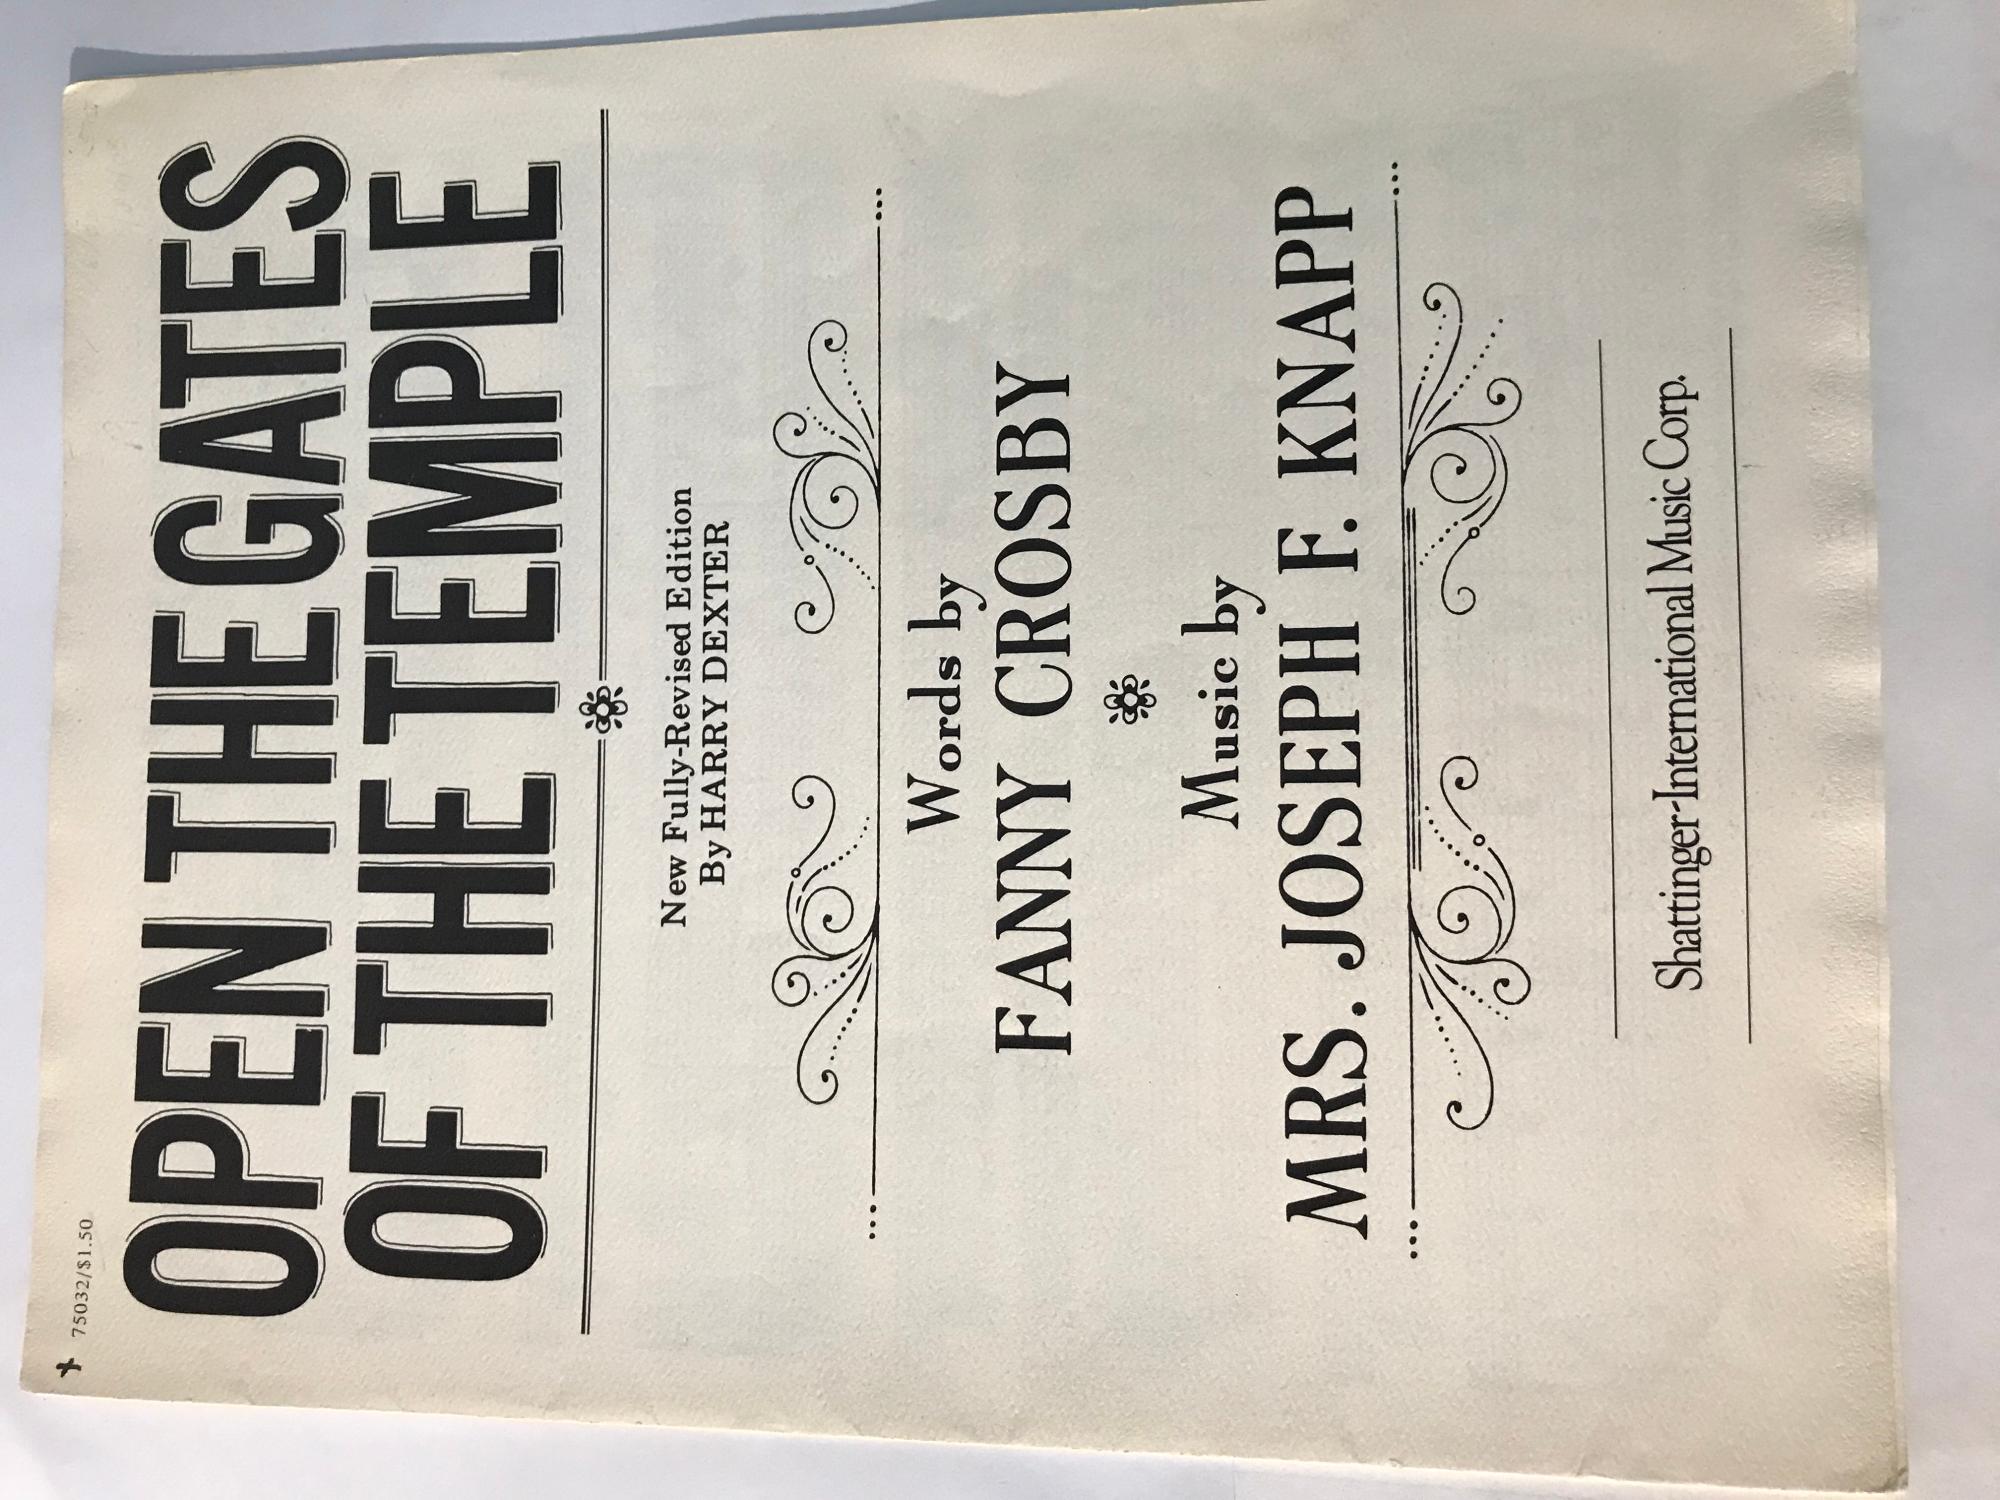 75032/$1.50
OPEN THE GATES
OF THE TEMPLE
New Fully-Revised Edition
By HARRY DEXTER
Words by
FANNY CROSBY
Music by
MRS. JOSEPH F. KNAPP
Shattinger-International Music Corp.